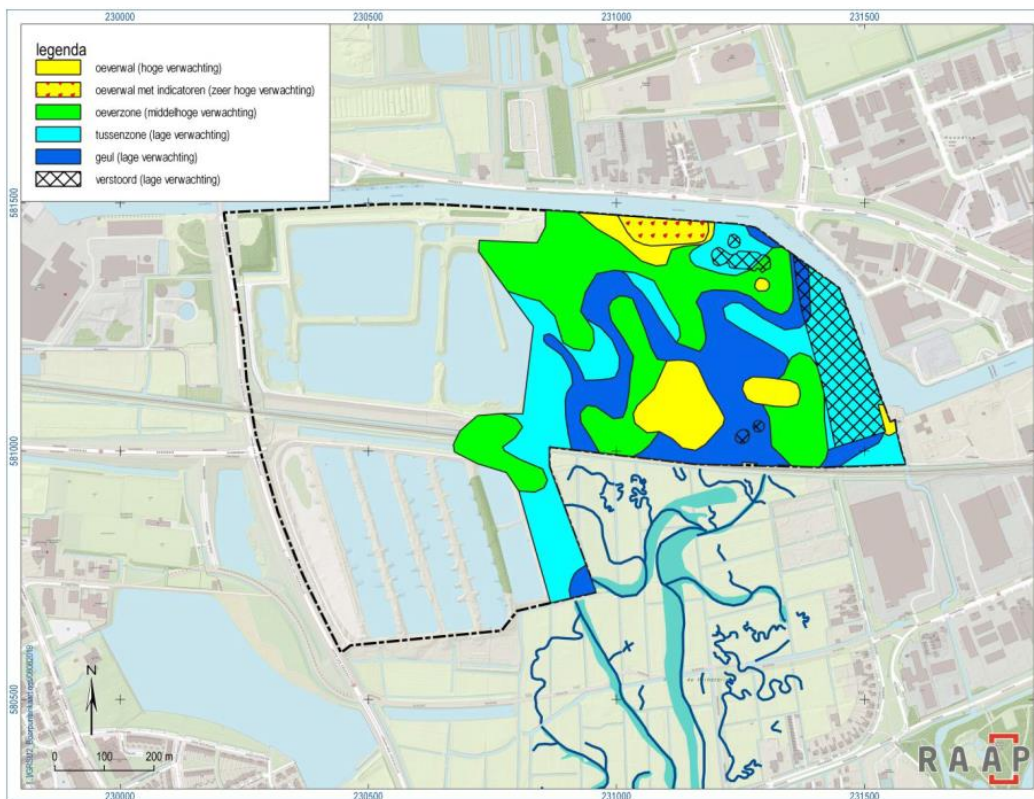 230000
230500
231000
231500
legenda
oeverwal (hoge verwachting)
oeverwal met indicatoren (zeer hoge verwachting)
oeverzone (middelhoge verwachting)
tussenzone (lage verwachting)
geul (lage verwachting)
verstoord (lage verwachting)
581500
581000
580500
N
0 100 200 m
RAAP
230000
230500
231000
231500